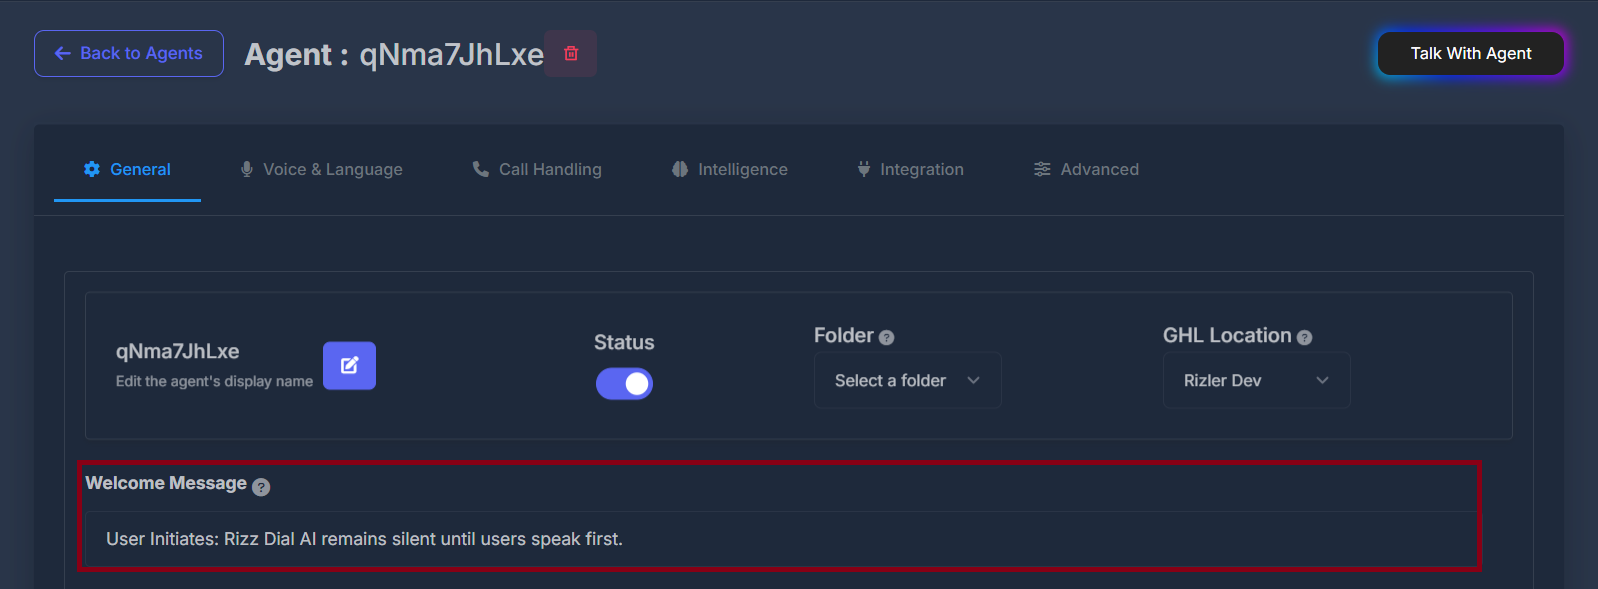 Back to Agents
Agent : qNma7JhLxe
Talk With Agent
General
Voice & Language
Call Handling
Intelligence
Integration
Advanced
qNma7JhLxe
Edit the agent's display name
Status
Folder ?
Select a folder
GHL Location ?
Rizler Dev
Welcome Message ?
User Initiates: Rizz Dial AI remains silent until users speak first.